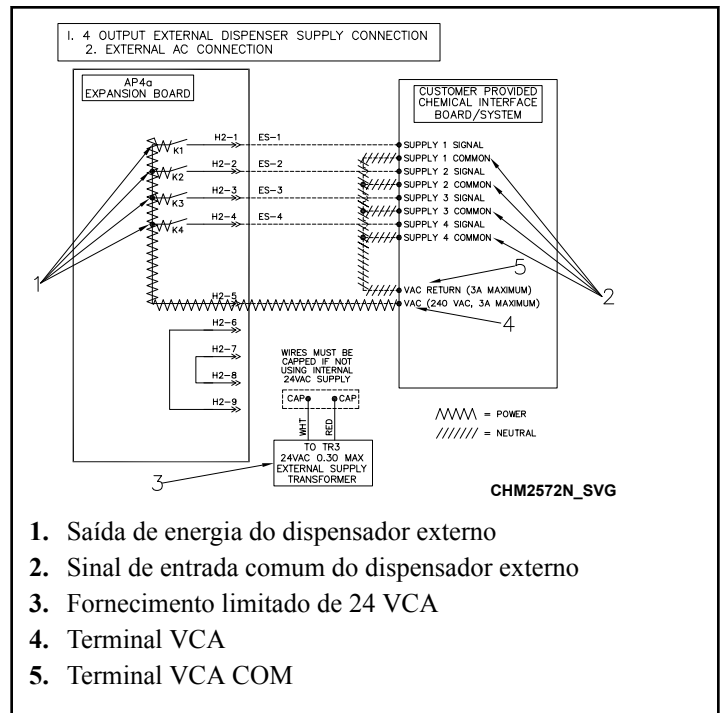 I. 4 OUTPUT EXTERNAL DISPENSER SUPPLY CONNECTION
2. EXTERNAL AC CONNECTION
AP4a
EXPANSION BOARD
CUSTOMER PROVIDED
CHEMICAL INTERFACE
BOARD/SYSTEM
K1
H2-1 ES-1
SUPPLY 1 SIGNAL
SUPPLY 1 COMMON
K2
H2-2 ES-2
SUPPLY 2 SIGNAL
SUPPLY 2 COMMON
K3
H2-3 ES-3
SUPPLY 3 SIGNAL
SUPPLY 3 COMMON
K4
H2-4 ES-4
SUPPLY 4 SIGNAL
SUPPLY 4 COMMON
1
2
5
VAC RETURN (3A MAXIMUM)
H2-5
VAC (240 VAC, 3A MAXIMUM)
4
H2-6
H2-7
H2-8
H2-9
WIRES MUST BE
CAPPED IF NOT
USING INTERNAL
24VAC SUPPLY
CAP CAP
WHT RED
TO TR3
24VAC 0.30 MAX
EXTERNAL SUPPLY
TRANSFORMER
3
= POWER
= NEUTRAL
CHM2572N_SVG
1. Saída de energia do dispensador externo
2. Sinal de entrada comum do dispensador externo
3. Fornecimento limitado de 24 VCA
4. Terminal VCA
5. Terminal VCA COM